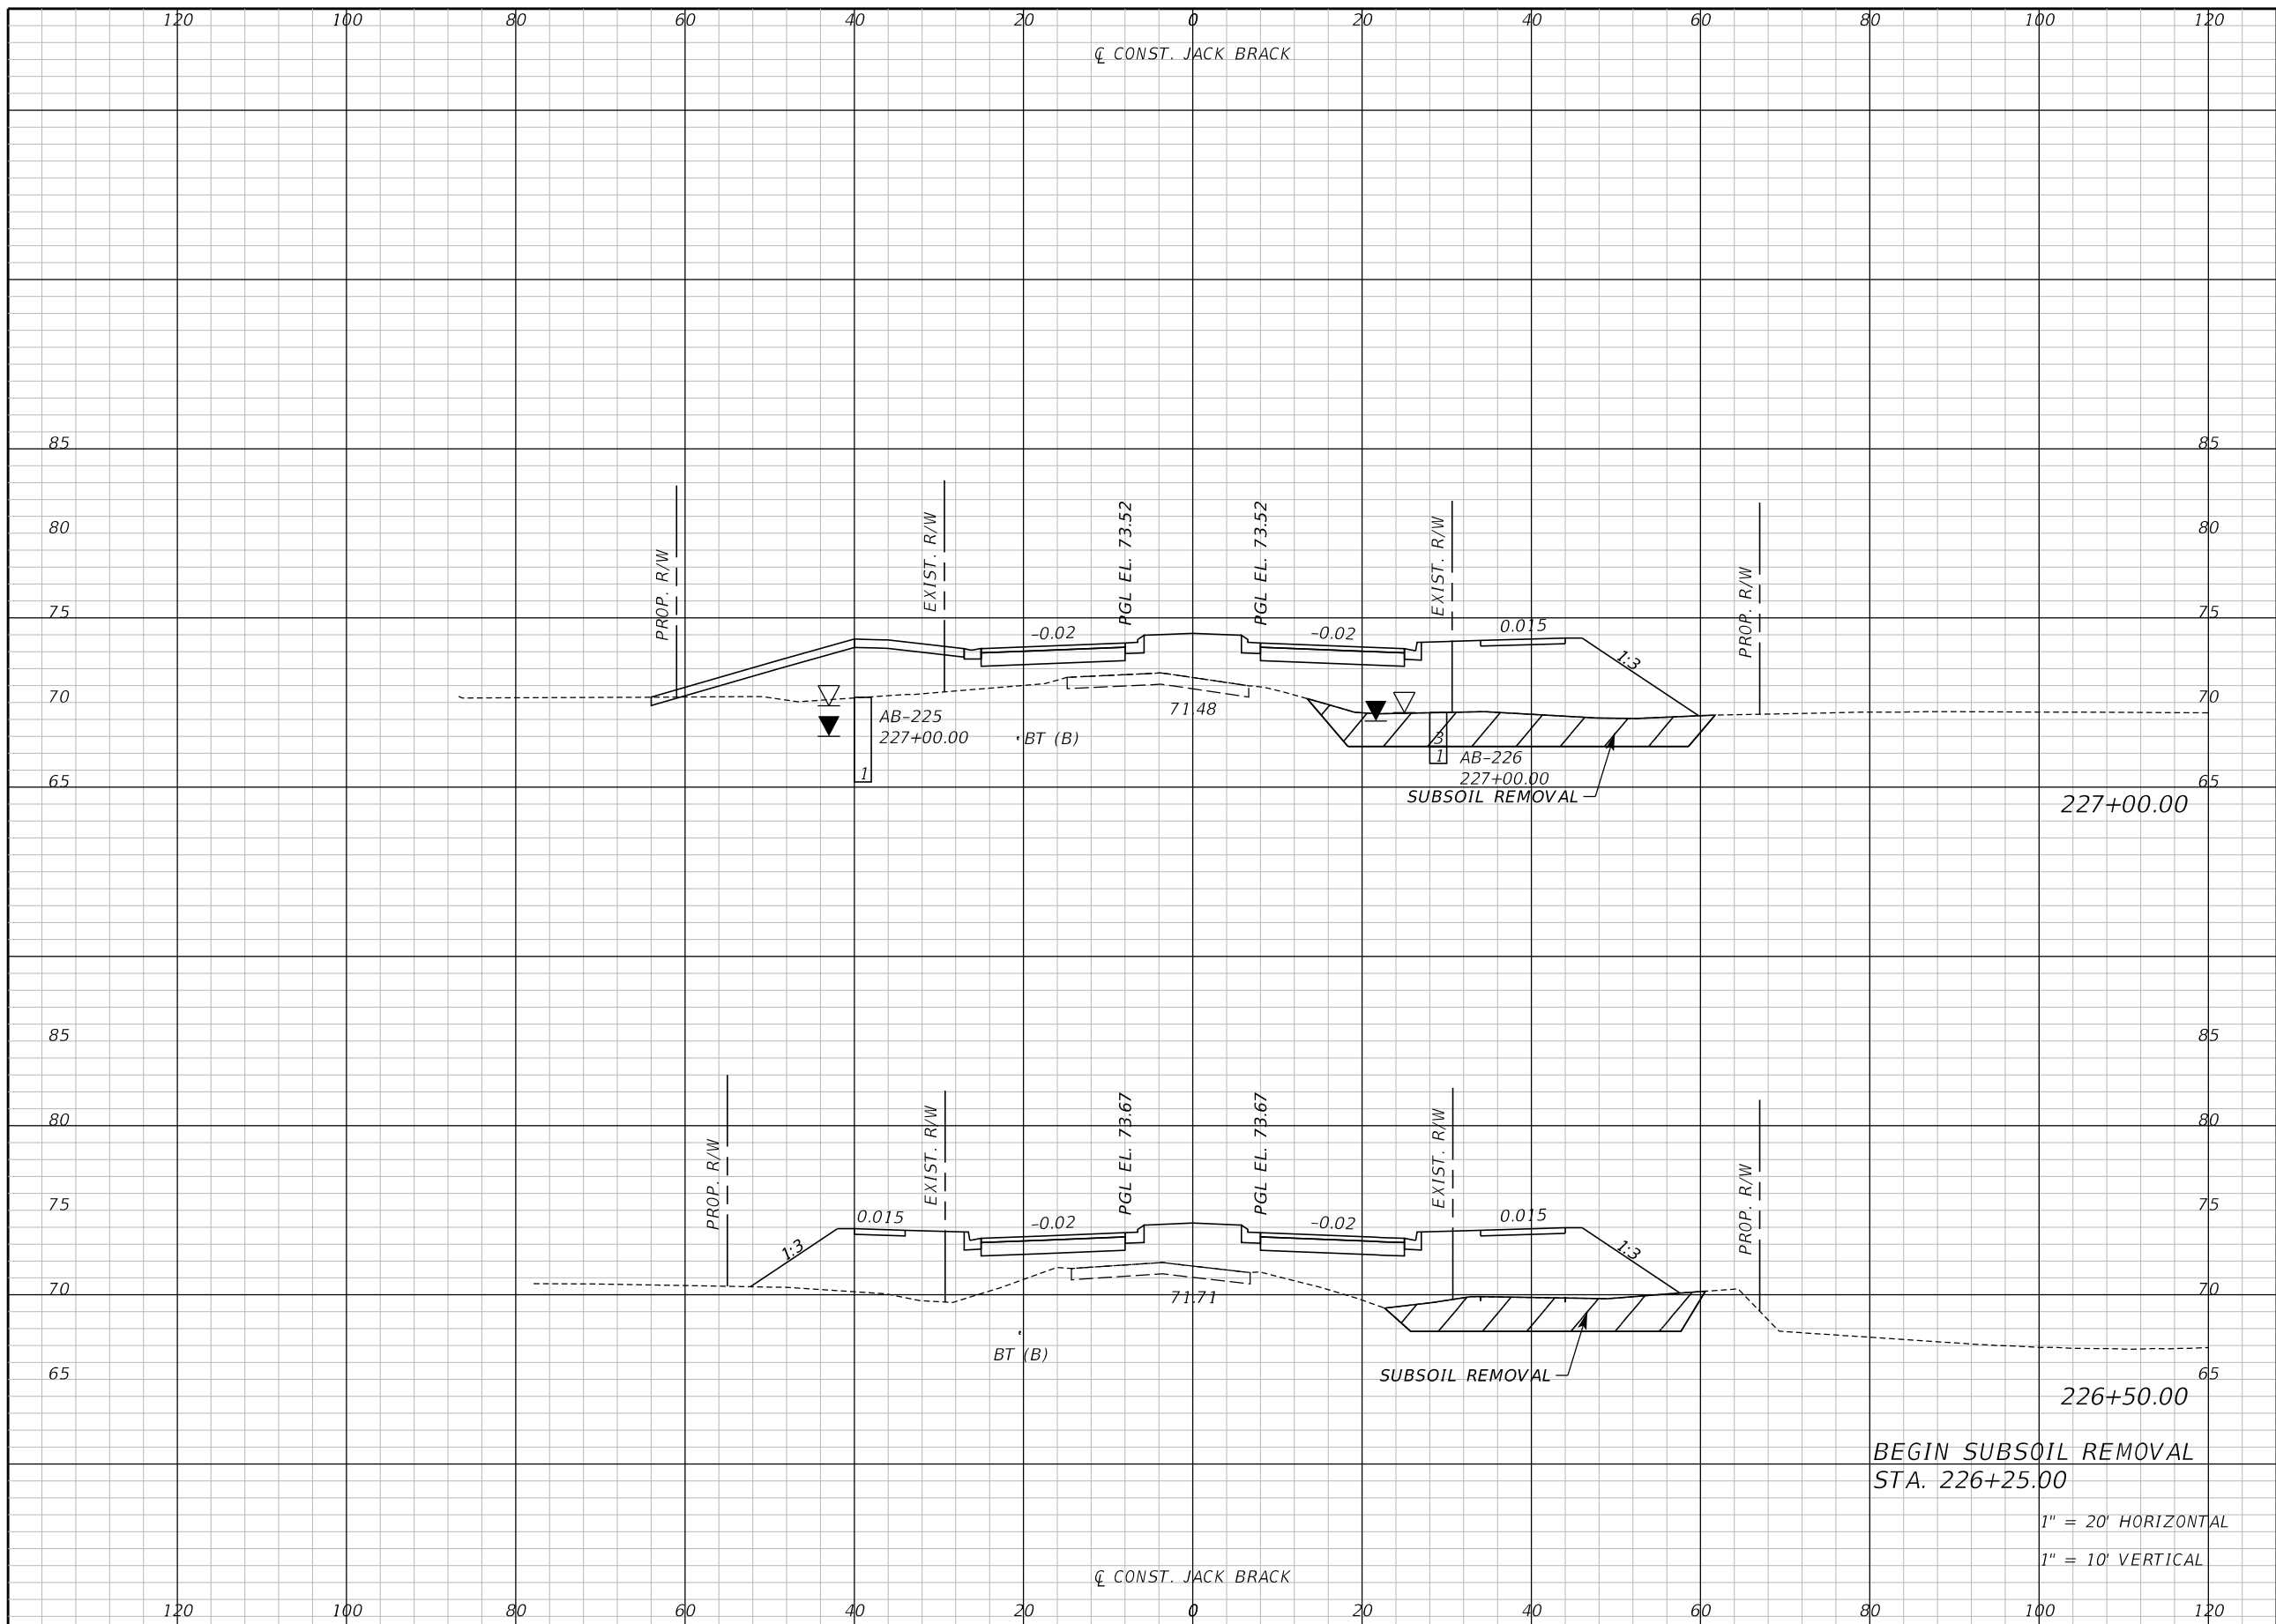 120 100 80 60 40 20 0 20 40 60 80 100 120
℄ CONST. JACK BRACK
85 85
80 80
75 75
70 70
65 65
PROP. R/W
EXIST. R/W
PGL EL. 73.52
PGL EL. 73.52
EXIST. R/W
PROP. R/W
-0.02
-0.02
0.015
1:3
71.48
AB-225
227+00.00
BT (B)
1
3
1
AB-226
227+00.00
SUBSOIL REMOVAL
227+00.00
85 85
80 80
75 75
70 70
65 65
PROP. R/W
EXIST. R/W
PGL EL. 73.67
PGL EL. 73.67
EXIST. R/W
PROP. R/W
1:3
0.015
-0.02
-0.02
0.015
1:3
71.71
BT (B)
SUBSOIL REMOVAL
226+50.00
BEGIN SUBSOIL REMOVAL
STA. 226+25.00
1" = 20' HORIZONTAL
1" = 10' VERTICAL
℄ CONST. JACK BRACK
120 100 80 60 40 20 0 20 40 60 80 100 120